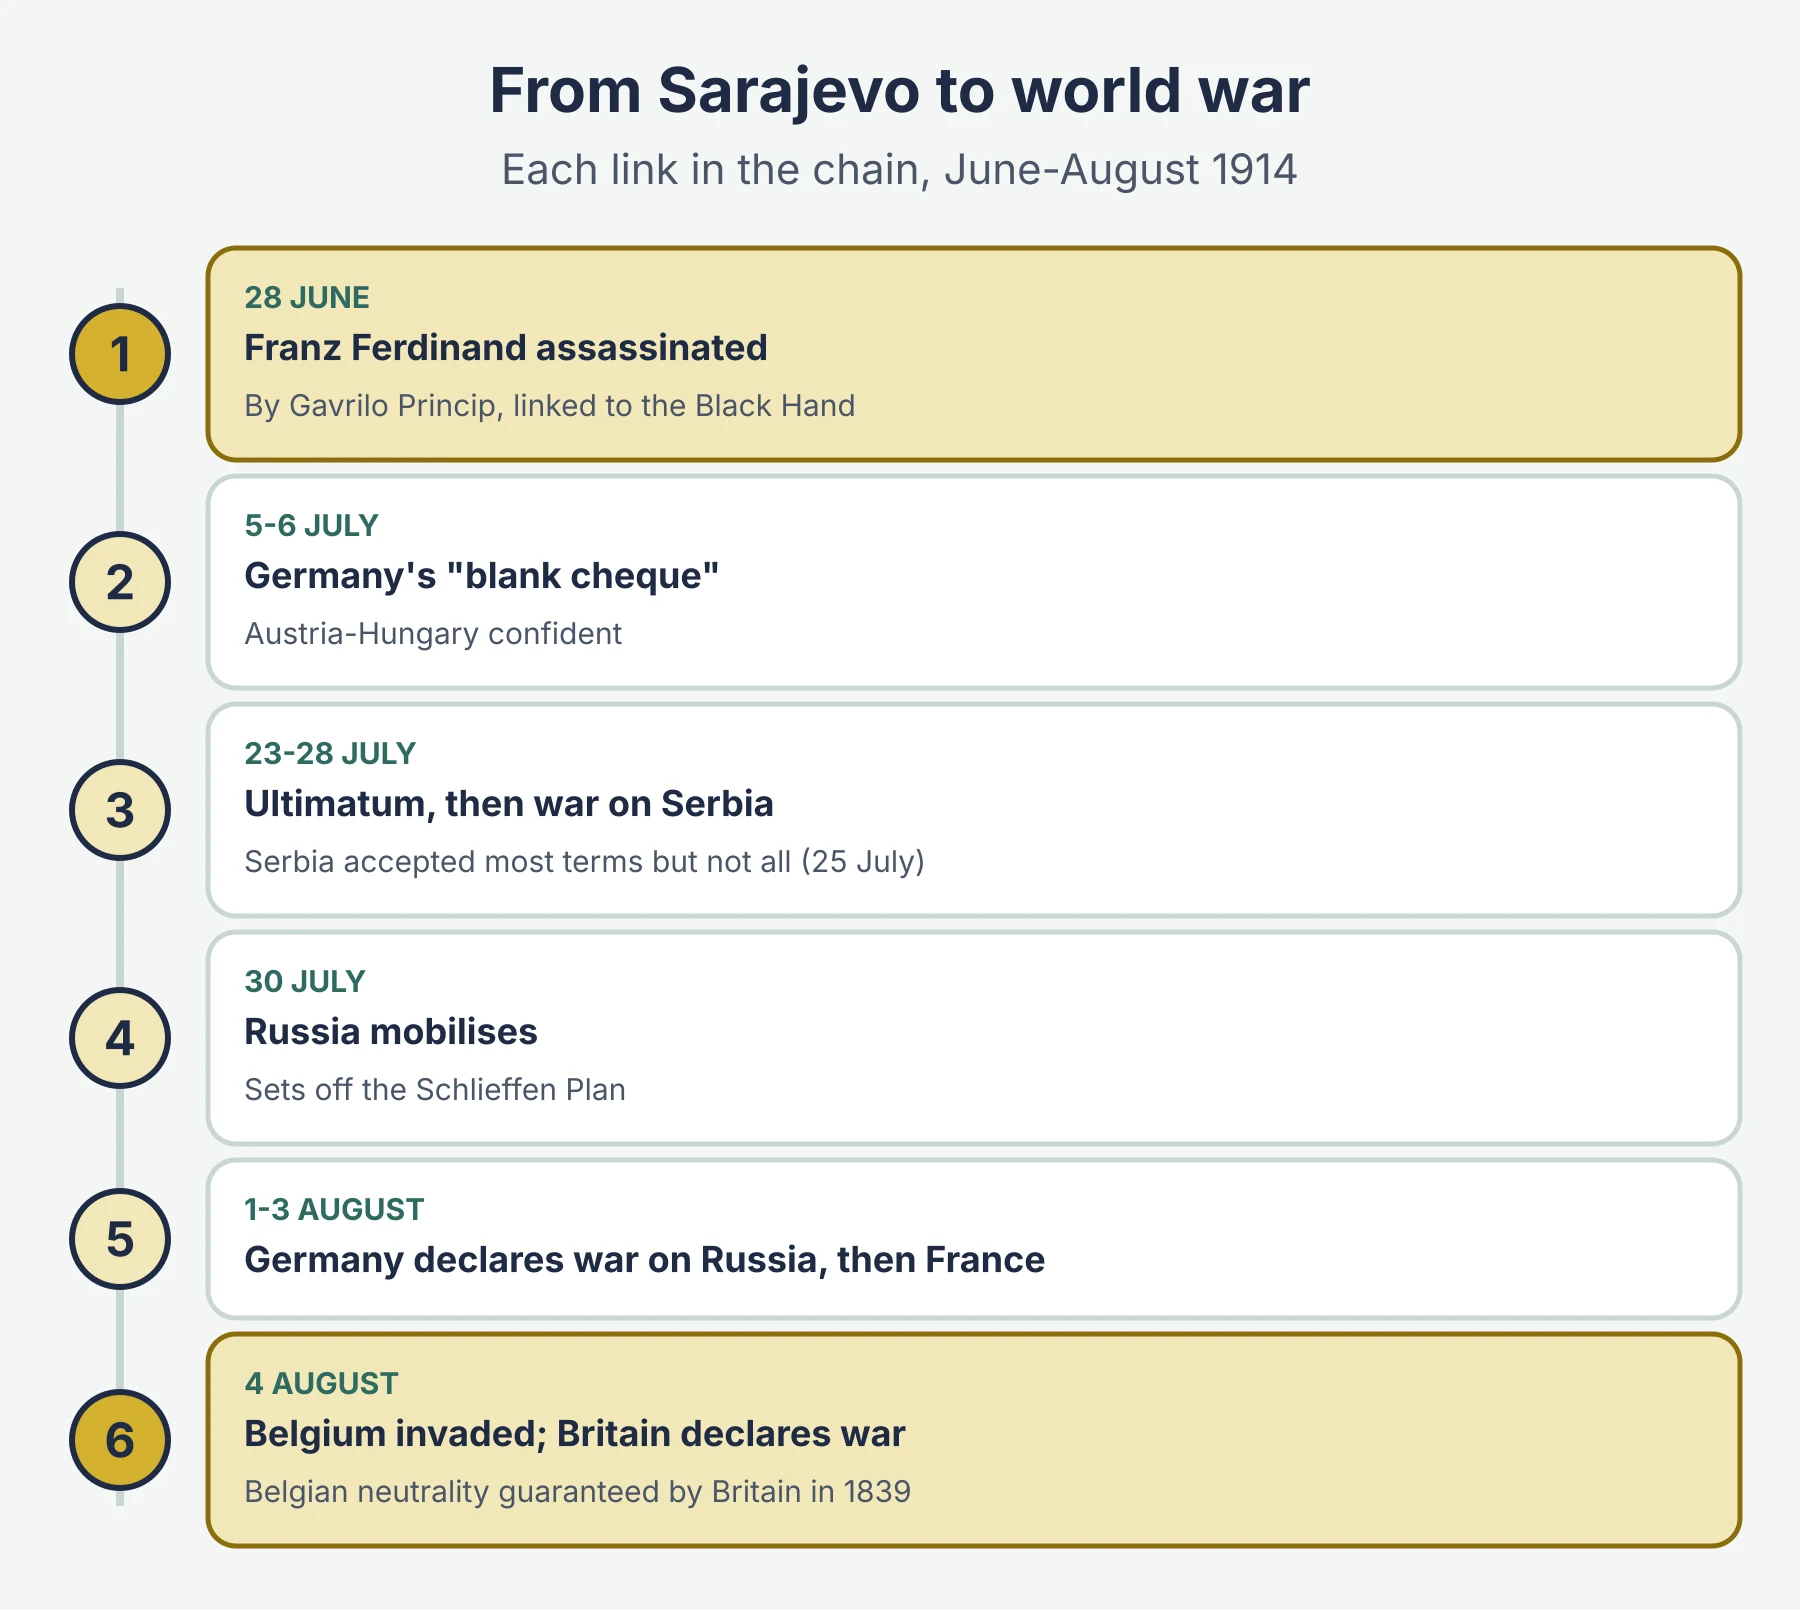 From Sarajevo to world war
Each link in the chain, June-August 1914
1
28 JUNE
Franz Ferdinand assassinated
By Gavrilo Princip, linked to the Black Hand
2
5-6 JULY
Germany's "blank cheque"
Austria-Hungary confident
3
23-28 JULY
Ultimatum, then war on Serbia
Serbia accepted most terms but not all (25 July)
4
30 JULY
Russia mobilises
Sets off the Schlieffen Plan
5
1-3 AUGUST
Germany declares war on Russia, then France
6
4 AUGUST
Belgium invaded; Britain declares war
Belgian neutrality guaranteed by Britain in 1839